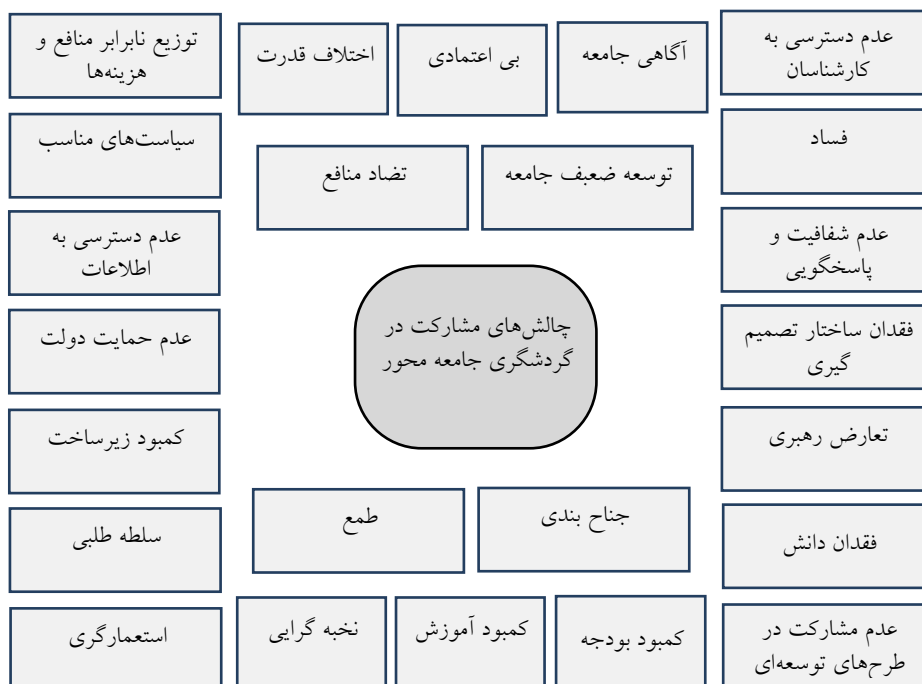 عدم دسترسی به
کارشناسان
آگاهی جامعه
بی اعتمادی
اختلاف قدرت
توزیع نابرابر منافع و
هزینه‌ها
فساد
سیاست‌های مناسب
توسعه ضعبف جامعه
تضاد منافع
عدم شفافیت و
پاسخگویی
عدم دسترسی به
اطلاعات
فقدان ساختار تصمیم
گیری
چالش‌های مشارکت در
گردشگری جامعه محور
عدم حمایت دولت
تعارض رهبری
کمبود زیرساخت
جناح بندی
طمع
فقدان دانش
سلطه طلبی
عدم مشارکت در
طرح‌های توسعه‌ای
کمبود بودجه
کمبود آموزش
نخبه گرایی
استعمارگری